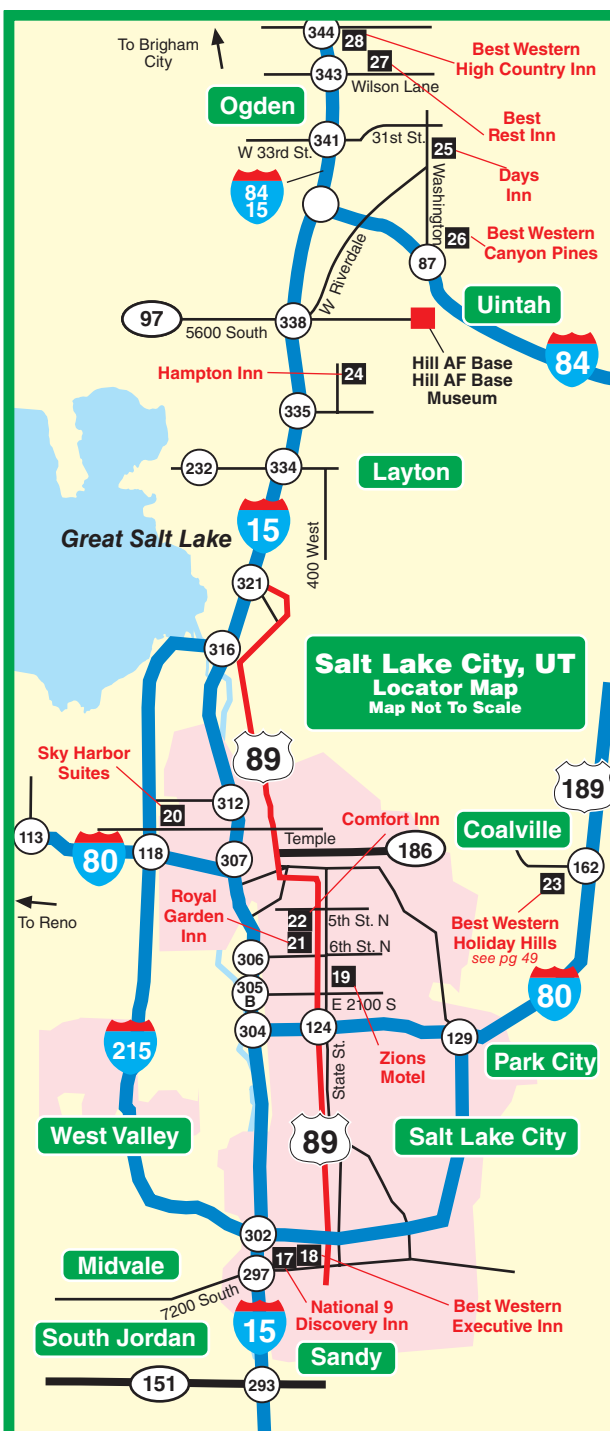 344
To Brigham
City
28
Best Western
High Country Inn
27
343
Wilson Lane
Ogden
Best
Rest Inn
341
W 33rd St.
31st St.
25
Days
Inn
84
15
Washington
26
Best Western
Canyon Pines
87
W Riverdale
97
5600 South
338
Uintah
Hill AF Base
Hill AF Base
Museum
84
Hampton Inn
24
335
232
334
Layton
15
Great Salt Lake
400 West
321
316
Salt Lake City, UT
Locator Map
Map Not To Scale
89
189
Sky Harbor
Suites
20
312
Comfort Inn
113
80
118
307
Temple
186
Coalville
162
23
To Reno
Royal
Garden
Inn
22
5th St. N
21
6th St. N
Best Western
Holiday Hills
see pg 49
306
305
B
19
E 2100 S
80
304
124
129
215
State St.
Zions
Motel
Park City
West Valley
89
Salt Lake City
302
Midvale
17
18
297
7200 South
National 9
Discovery Inn
Best Western
Executive Inn
South Jordan
15
Sandy
151
293